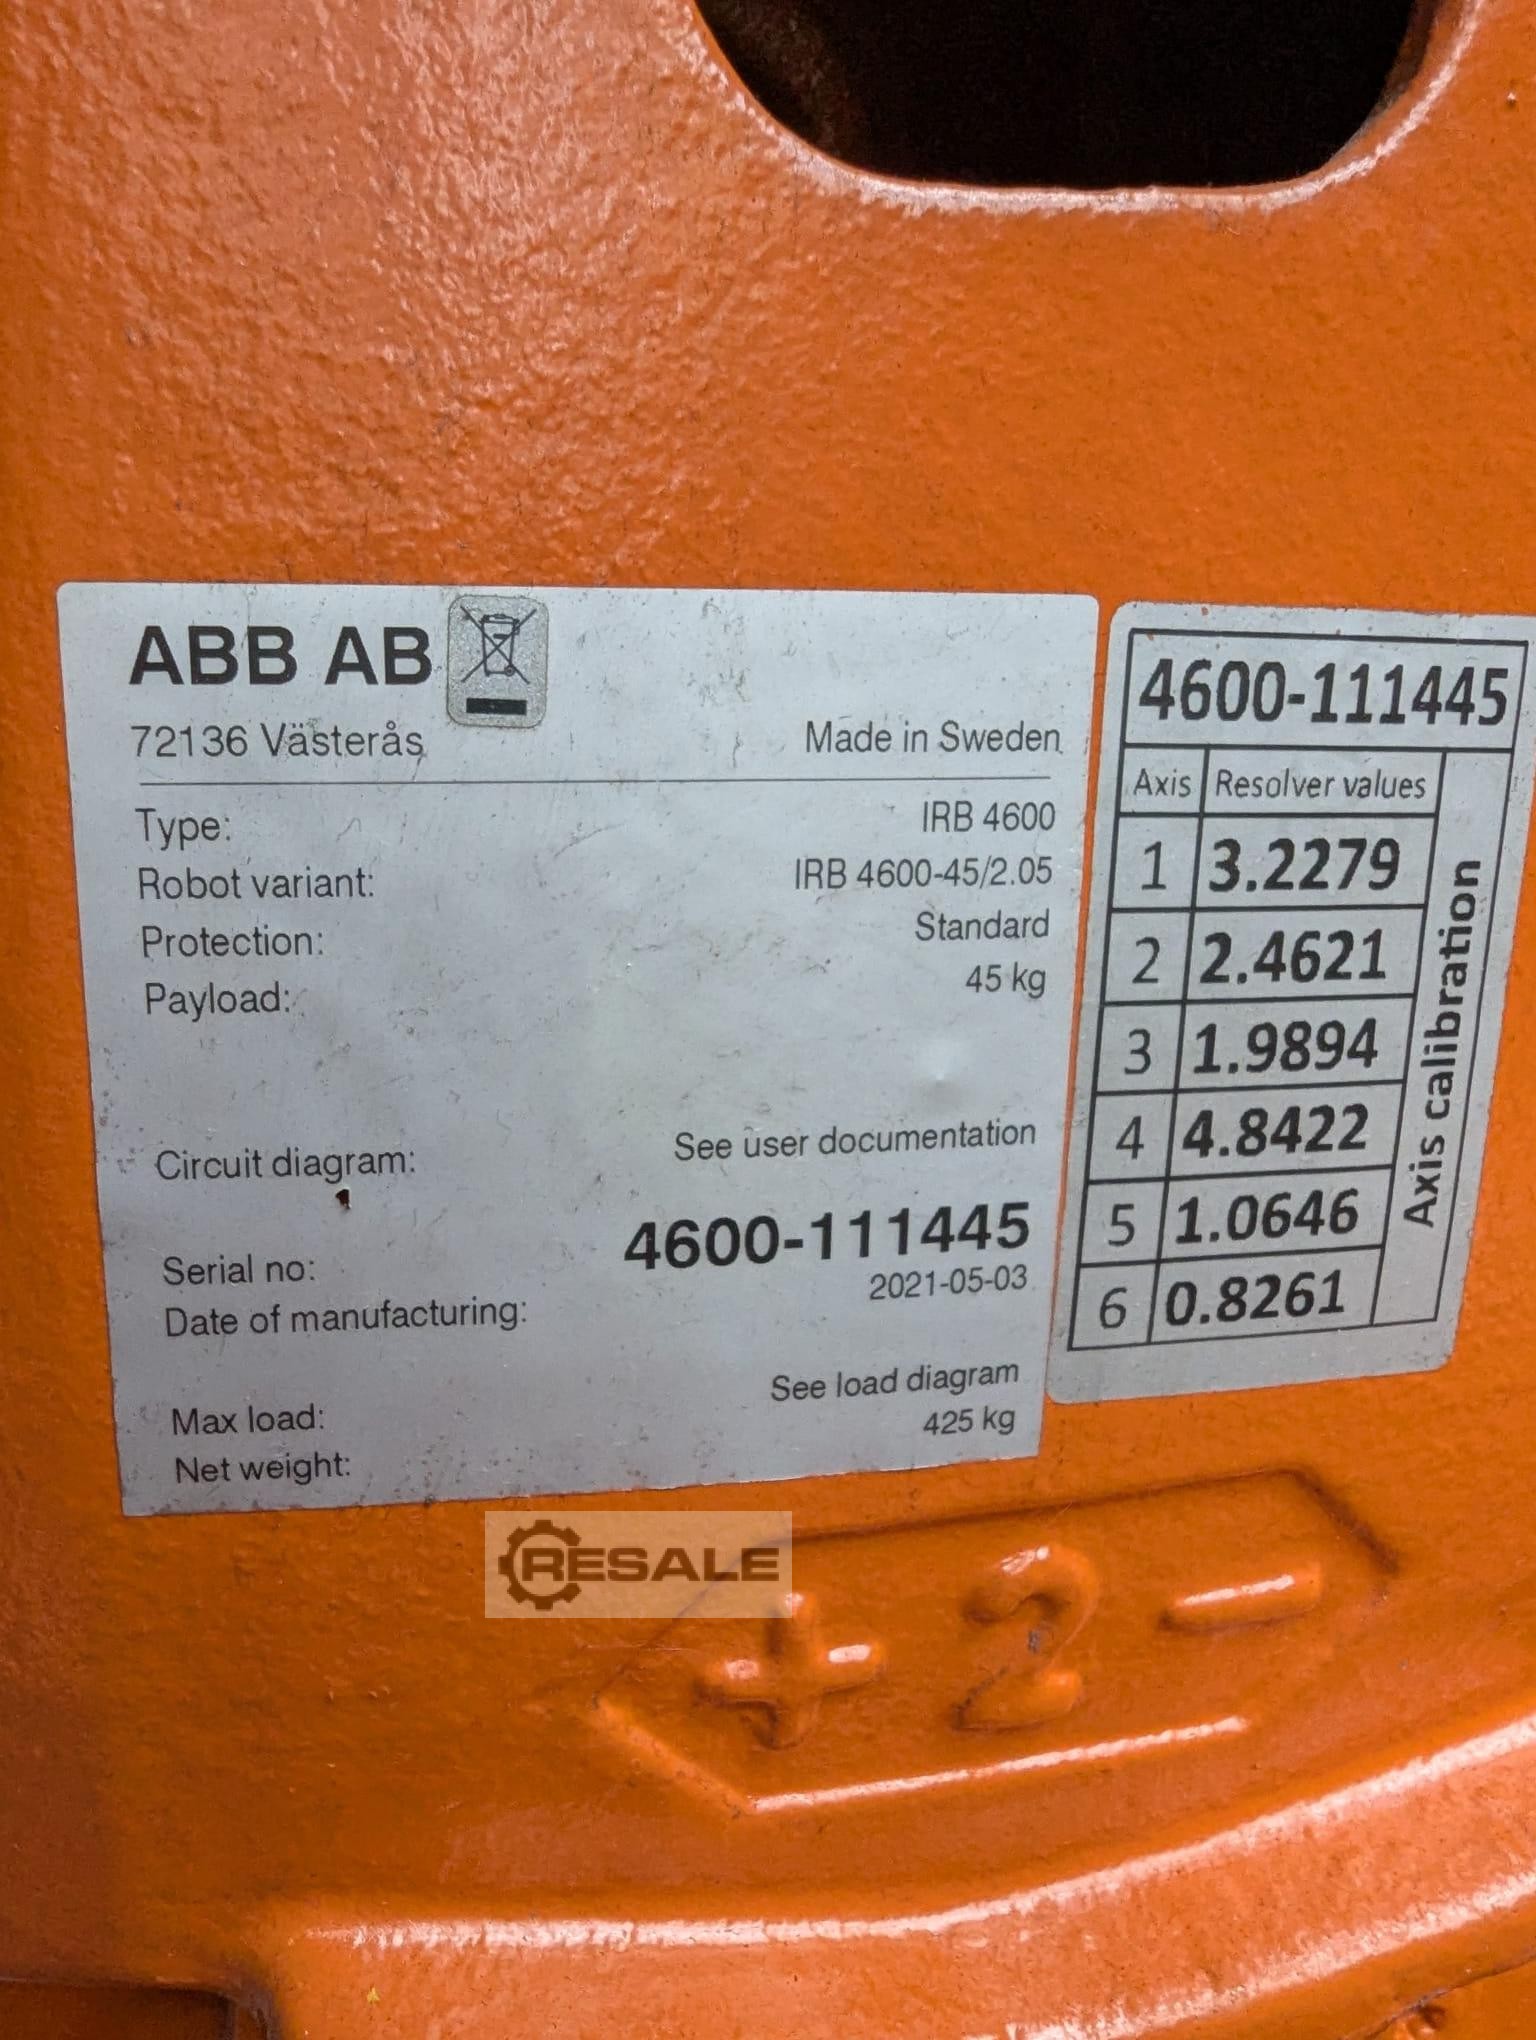 ABB AB
72136 Västerås
Made in Sweden
Type: IRB 4600
Robot variant: IRB 4600-45/2.05
Protection: Standard
Payload: 45 kg
Circuit diagram: See user documentation
Serial no: 4600-111445
Date of manufacturing: 2021-05-03
Max load: See load diagram
Net weight: 425 kg
4600-111445
Axis Resolver values
1 3.2279
2 2.4621
3 1.9894
4 4.8422
5 1.0646
6 0.8261
Axis calibration
RESALE
+ 2 -